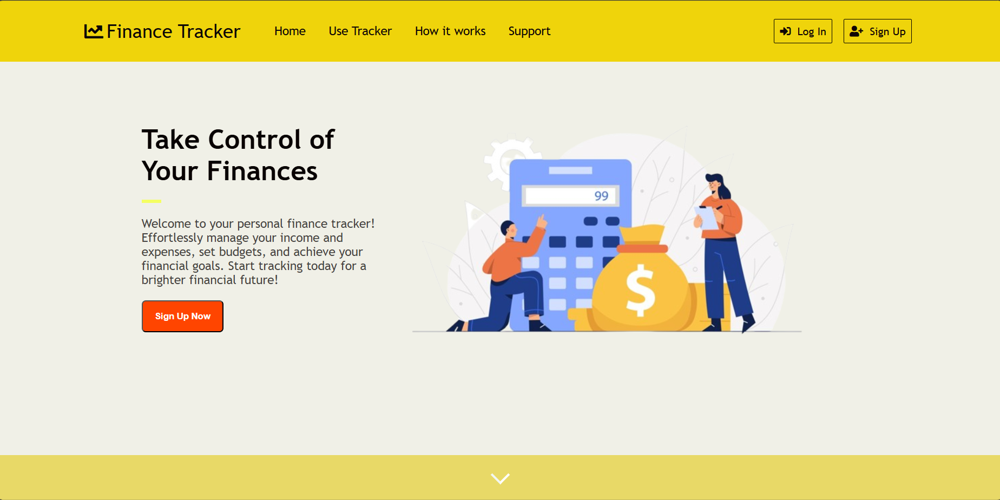 Finance Tracker
Home
Use Tracker
How it works
Support
Log In
Sign Up
Take Control of
Your Finances
Welcome to your personal finance tracker!
Effortlessly manage your income and
expenses, set budgets, and achieve your
financial goals. Start tracking today for a
brighter financial future!
Sign Up Now
99
$